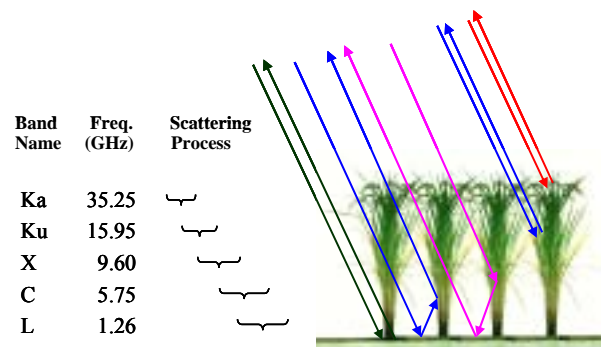 Band Freq. Scattering
Name (GHz) Process
Ka 35.25
Ku 15.95
X 9.60
C 5.75
L 1.26